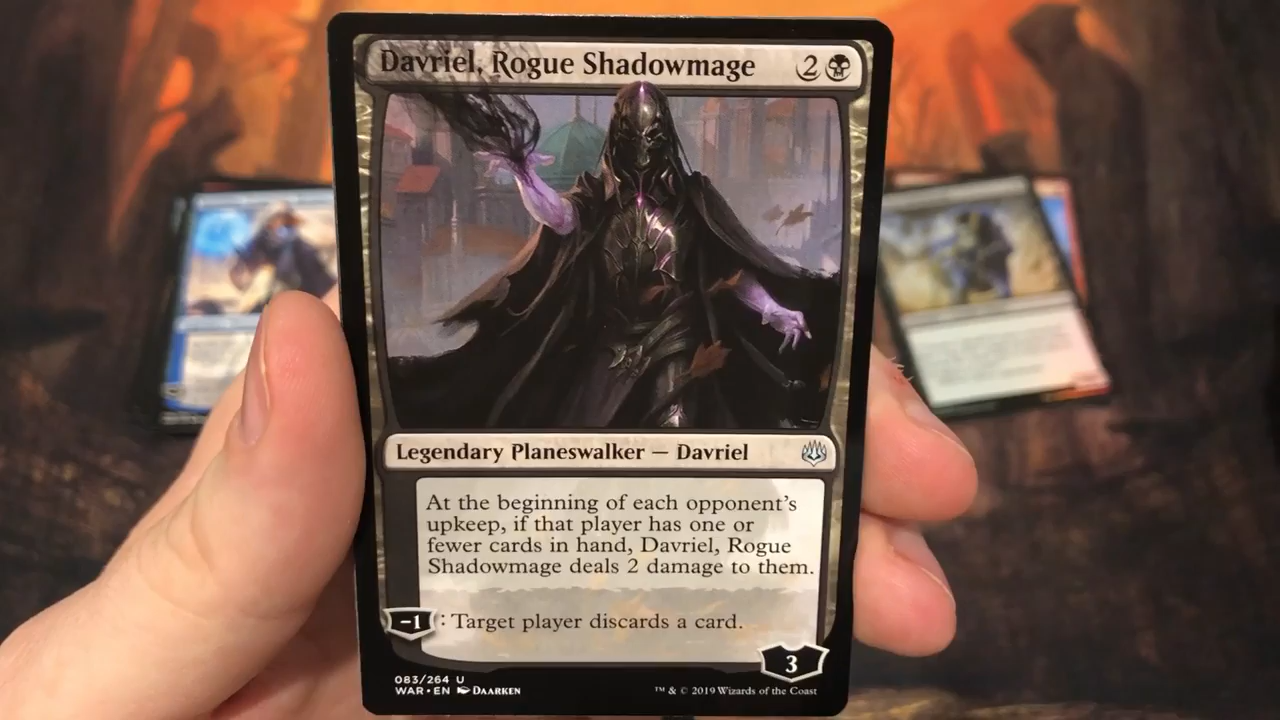 Davriel, Rogue Shadowmage 2
Legendary Planeswalker — Davriel
At the beginning of each opponent's
upkeep, if that player has one or
fewer cards in hand, Davriel, Rogue
Shadowmage deals 2 damage to them.
−1 : Target player discards a card.
3
083/264 U
WAR • EN DAARKEN
™ & © 2019 Wizards of the Coast